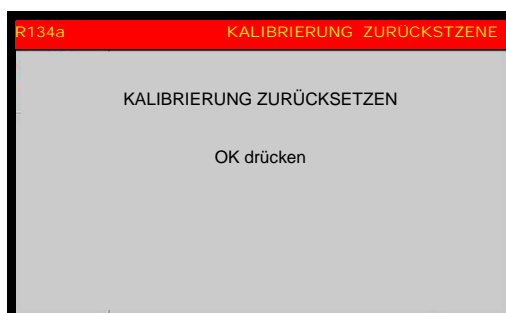 R134a KALIBRIERUNG ZURÜCKSTZENE
KALIBRIERUNG ZURÜCKSETZEN
OK drücken